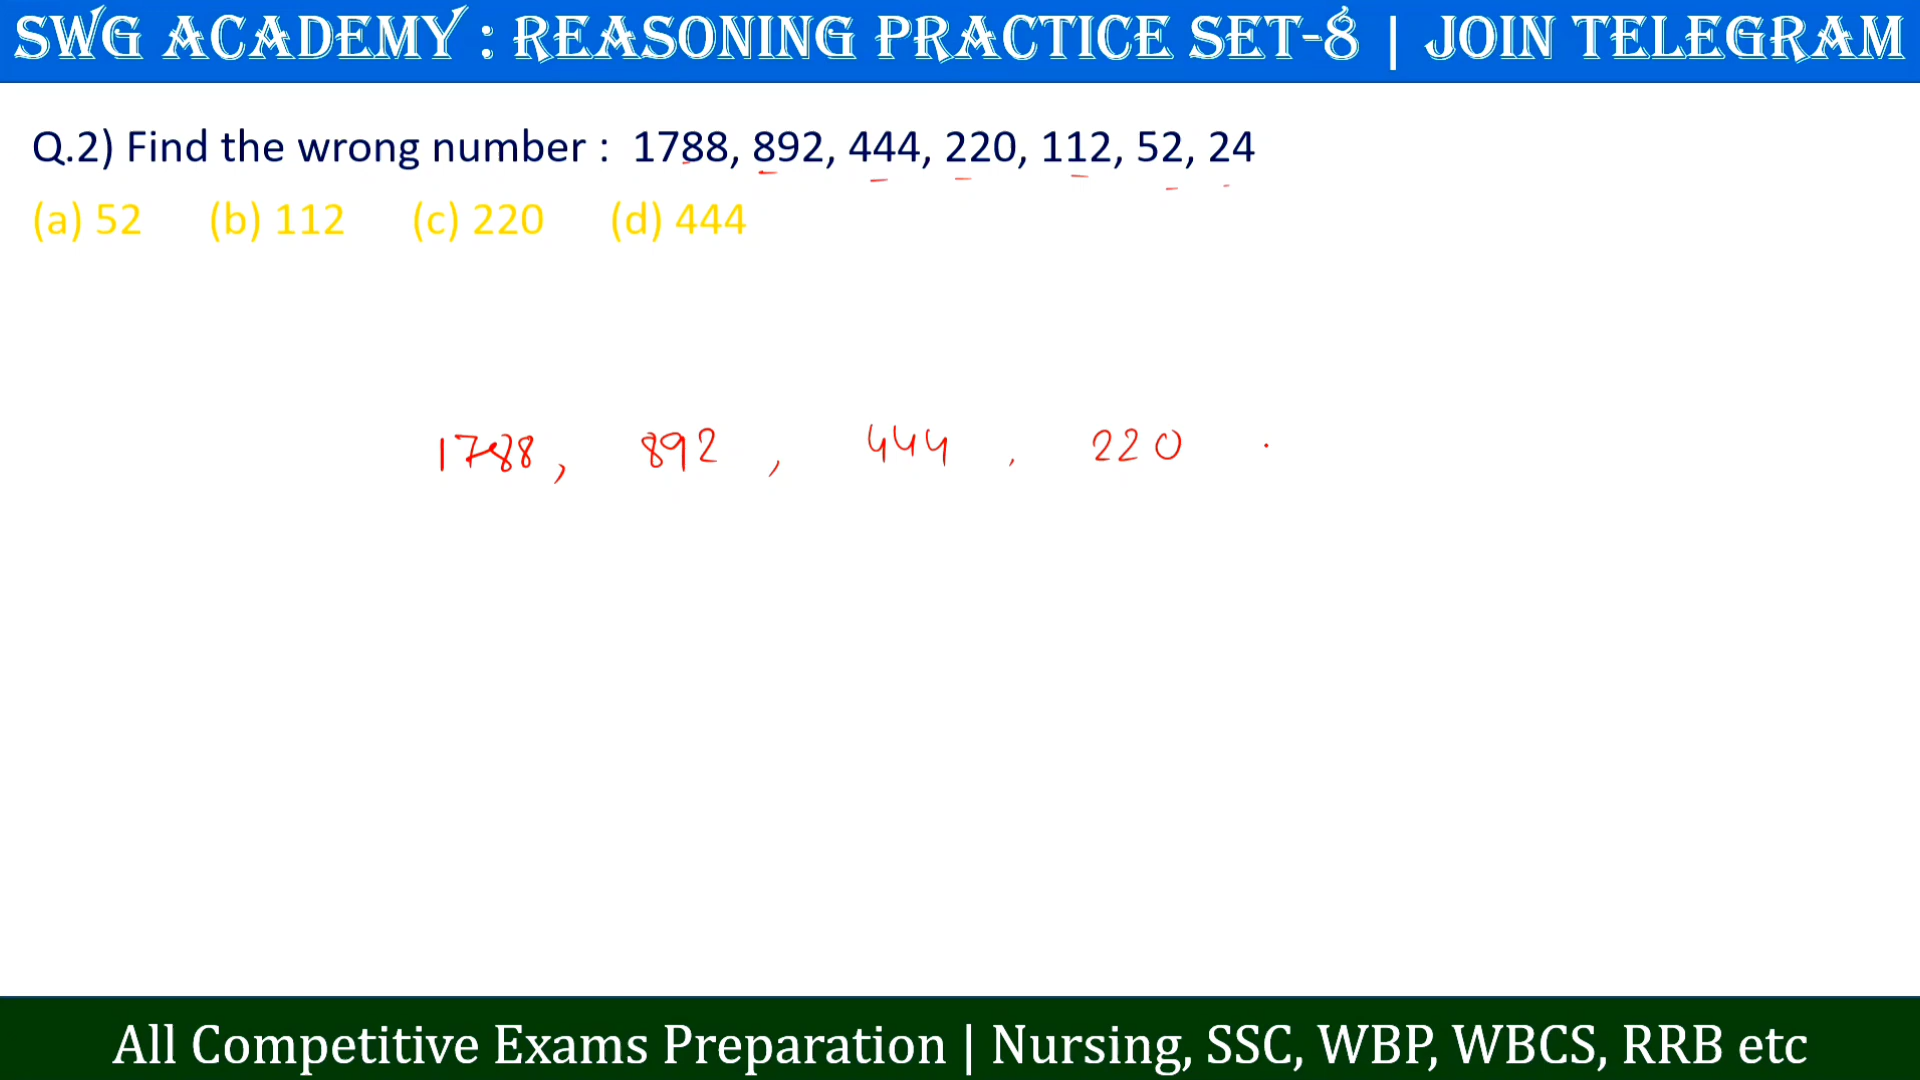 SWG ACADEMY : REASONING PRACTICE SET-8 | JOIN TELEGRAM
Q.2) Find the wrong number : 1788, 892, 444, 220, 112, 52, 24
(a) 52 (b) 112 (c) 220 (d) 444
1788, 892, 444, 220
All Competitive Exams Preparation | Nursing, SSC, WBP, WBCS, RRB etc